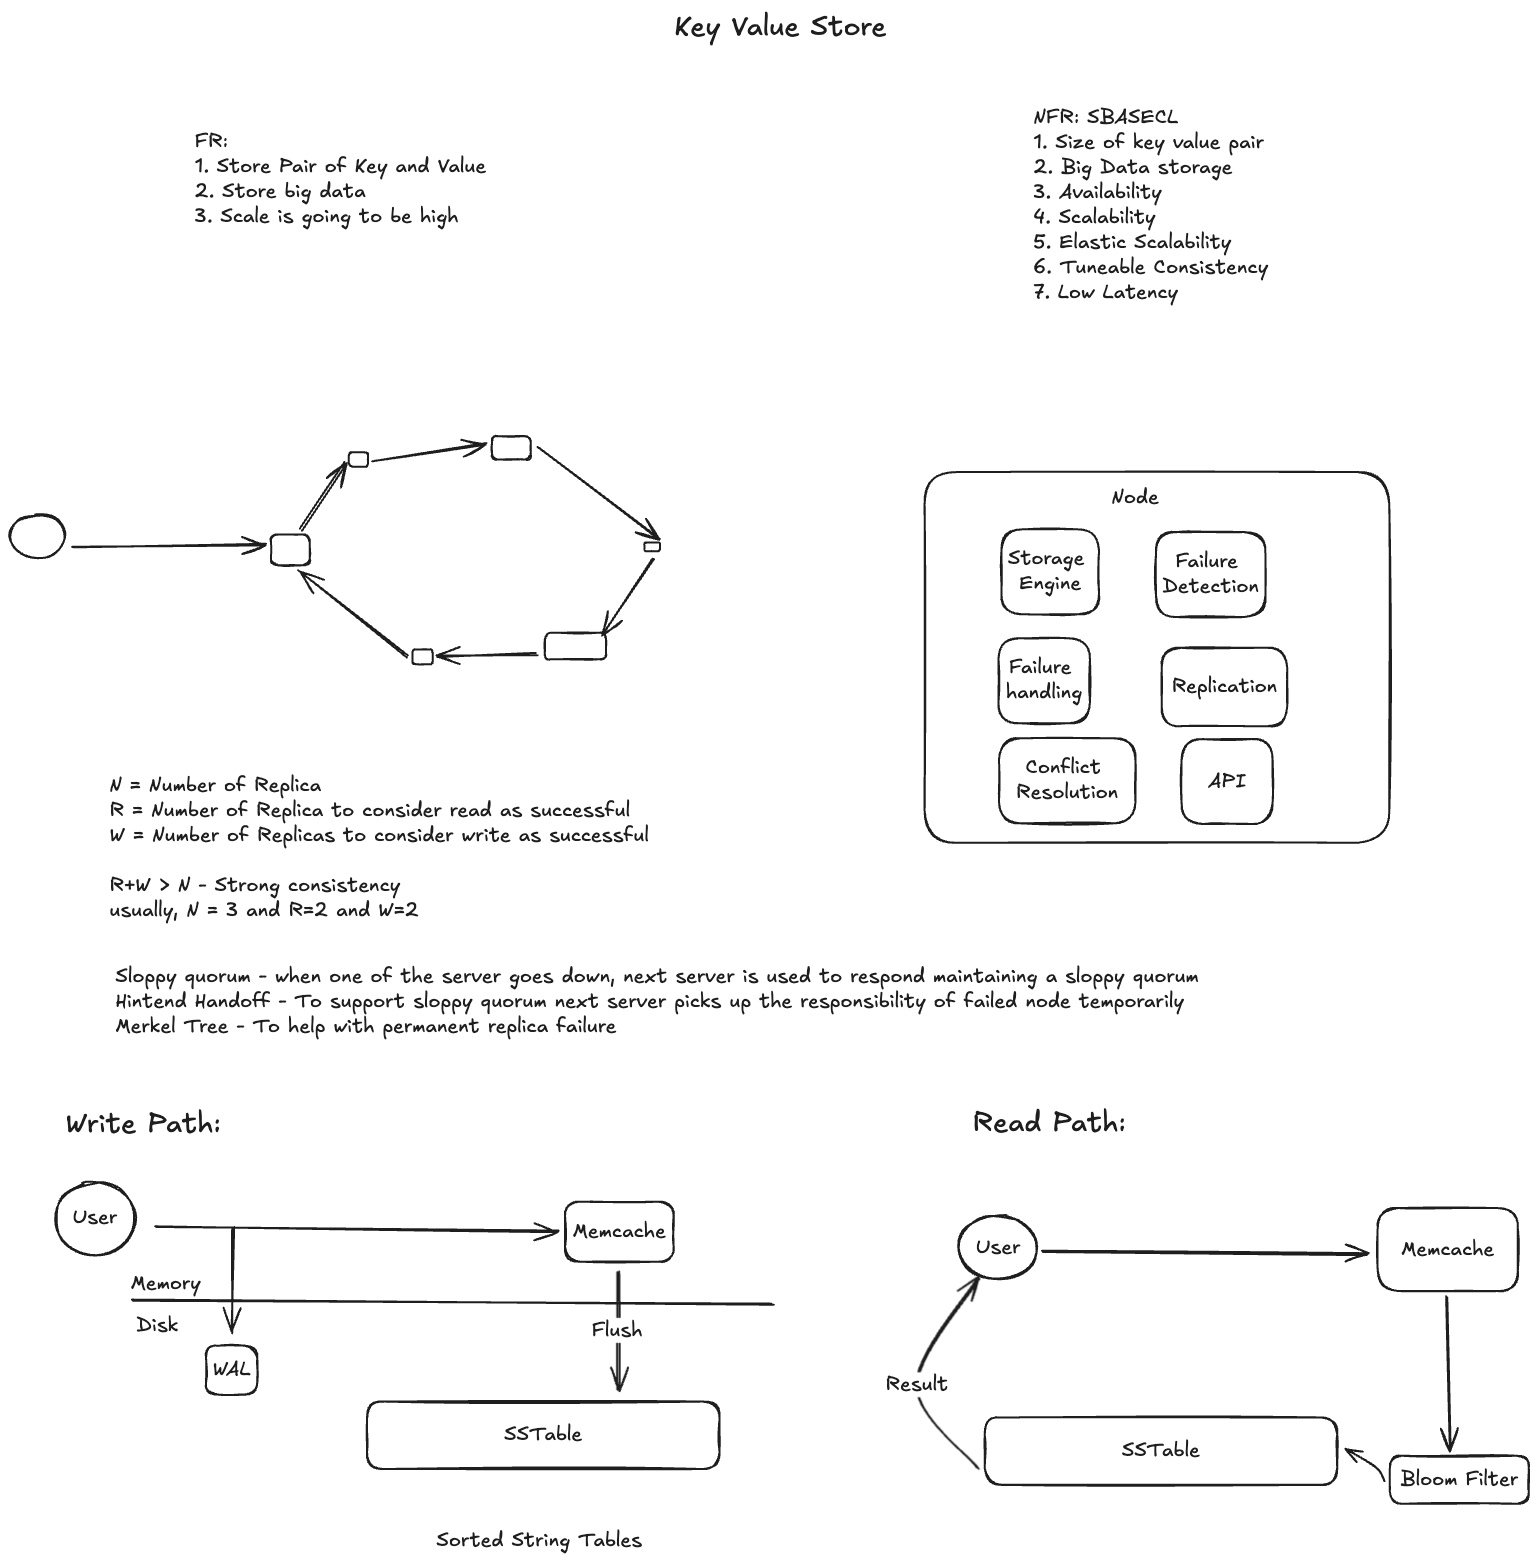 Key Value Store
FR:
1. Store Pair of Key and Value
2. Store big data
3. Scale is going to be high
NFR: SBASECL
1. Size of key value pair
2. Big Data storage
3. Availability
4. Scalability
5. Elastic Scalability
6. Tuneable Consistency
7. Low Latency
Node
Storage
Engine
Failure
Detection
Failure
handling
Replication
Conflict
Resolution
API
N = Number of Replica
R = Number of Replica to consider read as successful
W = Number of Replicas to consider write as successful
R+W > N - Strong consistency
usually, N = 3 and R=2 and W=2
Sloppy quorum - when one of the server goes down, next server is used to respond maintaining a sloppy quorum
Hintend Handoff - To support sloppy quorum next server picks up the responsibility of failed node temporarily
Merkel Tree - To help with permanent replica failure
Write Path:
User
Memcache
Memory
Disk
Flush
WAL
SSTable
Sorted String Tables
Read Path:
User
Memcache
Result
SSTable
Bloom Filter